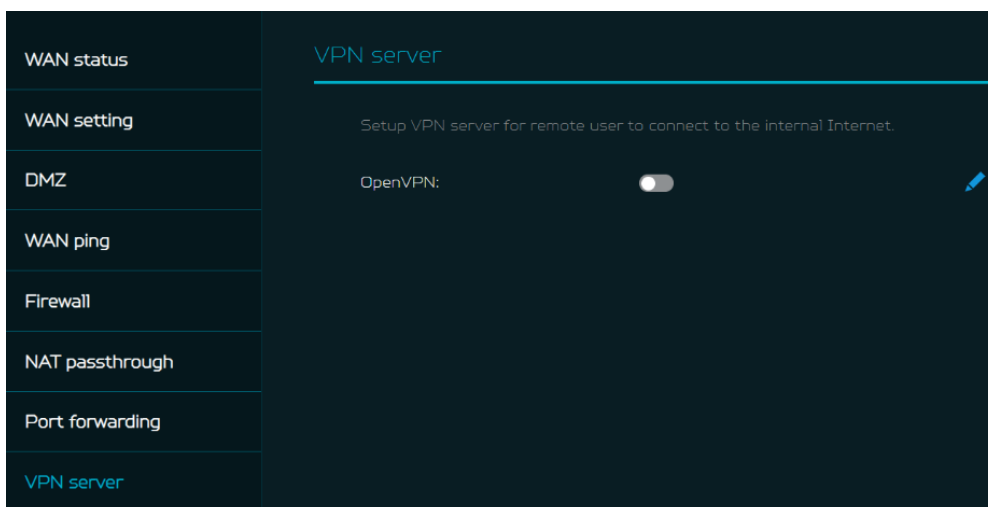 WAN status
WAN setting
DMZ
WAN ping
Firewall
NAT passthrough
Port forwarding
VPN server
VPN server
Setup VPN server for remote user to connect to the internal Internet.
OpenVPN: